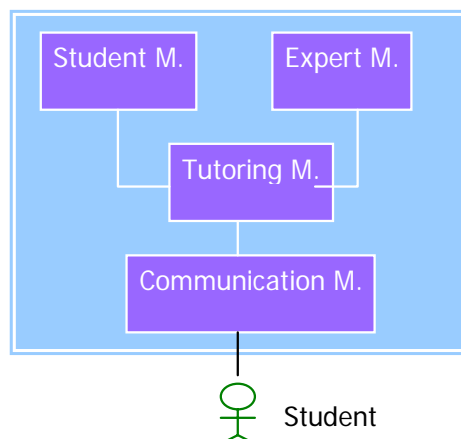 Student M.
Expert M.
Tutoring M.
Communication M.
Student